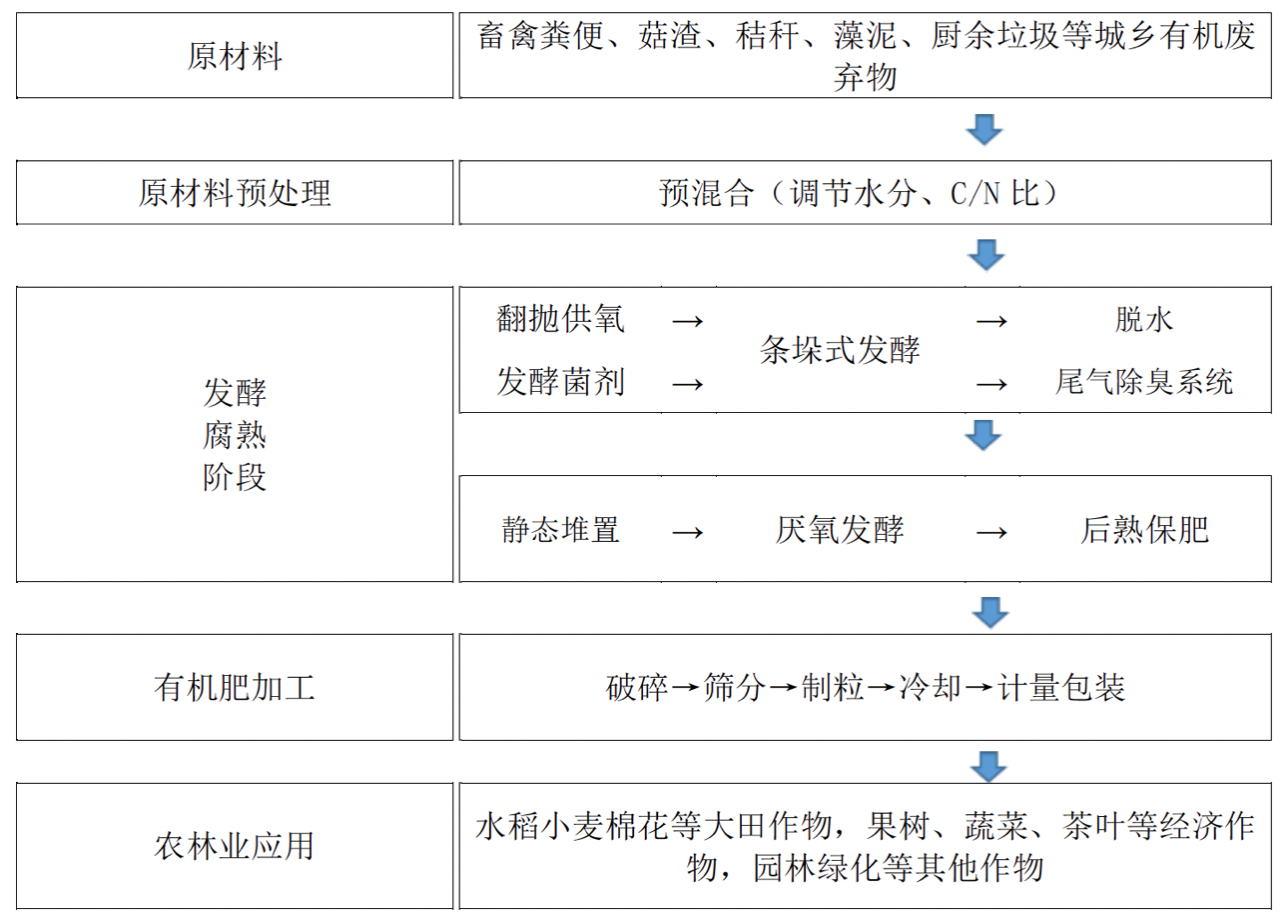 原材料
畜禽粪便、菇渣、秸秆、藻泥、厨余垃圾等城乡有机废
弃物
原材料预处理
预混合（调节水分、C/N 比）
发酵
腐熟
阶段
翻抛供氧 → 条垛式发酵 → 脱水
发酵菌剂 → → 尾气除臭系统
静态堆置 → 厌氧发酵 → 后熟保肥
有机肥加工
破碎→筛分→制粒→冷却→计量包装
农林业应用
水稻小麦棉花等大田作物，果树、蔬菜、茶叶等经济作
物，园林绿化等其他作物